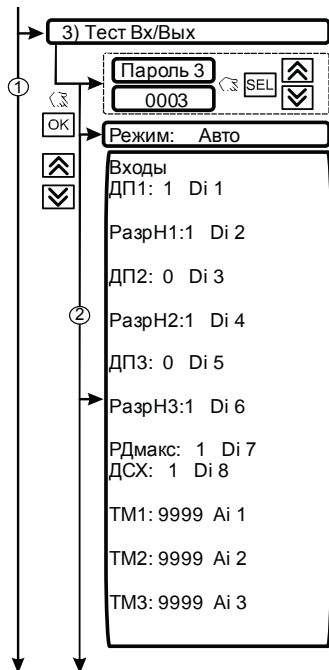 3) Тест Вх/Вых
Пароль 3
0003
SEL
1
OK
Режим: Авто
Входы
ДП1: 1 Di 1
РазрН1:1 Di 2
ДП2: 0 Di 3
2
РазрН2:1 Di 4
ДП3: 0 Di 5
РазрН3:1 Di 6
РДмакс: 1 Di 7
ДСХ: 1 Di 8
ТМ1: 9999 Ai 1
ТМ2: 9999 Ai 2
ТМ3: 9999 Ai 3